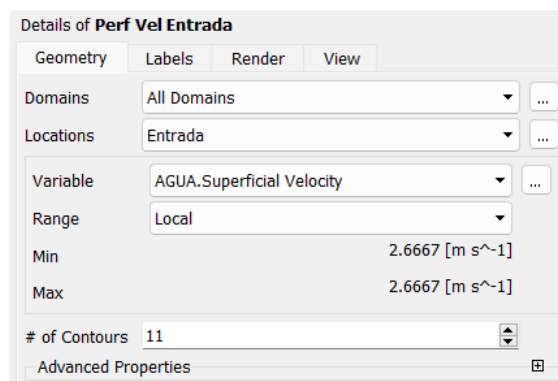 Details of Perf Vel Entrada
Geometry Labels Render View
Domains All Domains ...
Locations Entrada ...
Variable AGUA.Superficial Velocity ...
Range Local
Min 2.6667 [m s^-1]
Max 2.6667 [m s^-1]
# of Contours 11
Advanced Properties